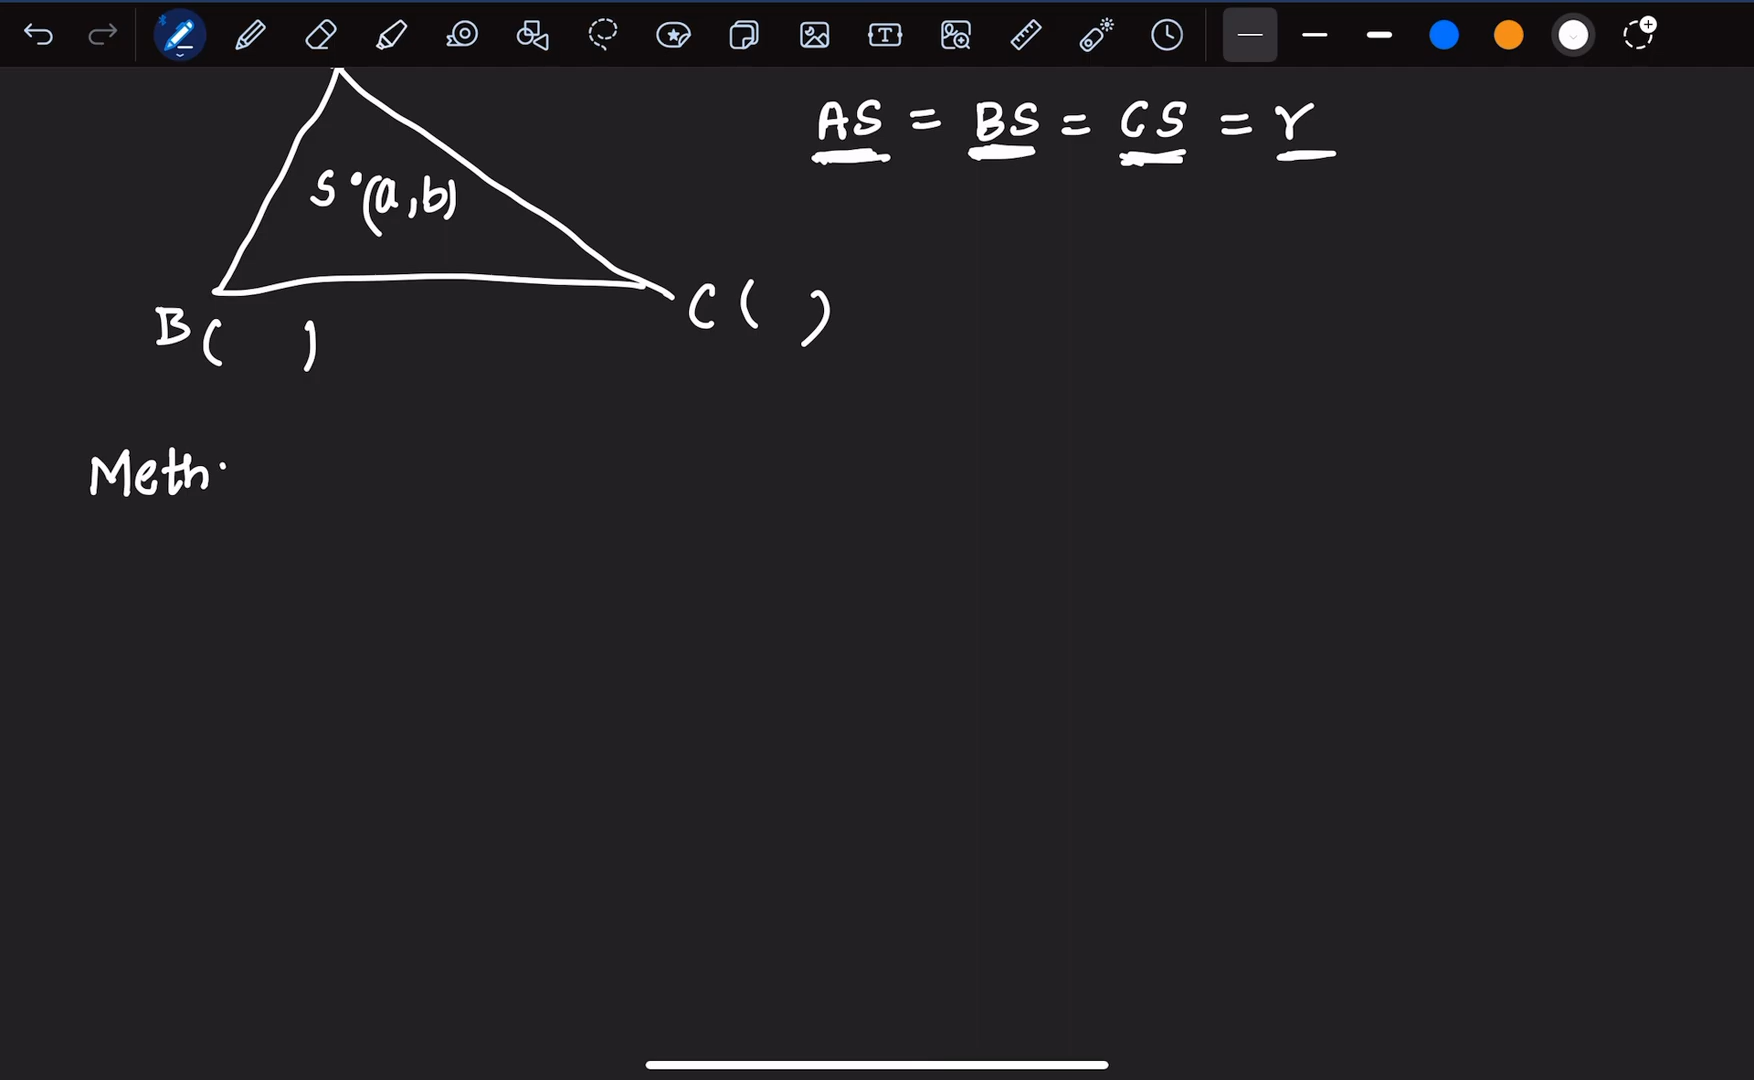 AS = BS = CS = r
S •(a,b)
B ( )
C ( )
Meth.